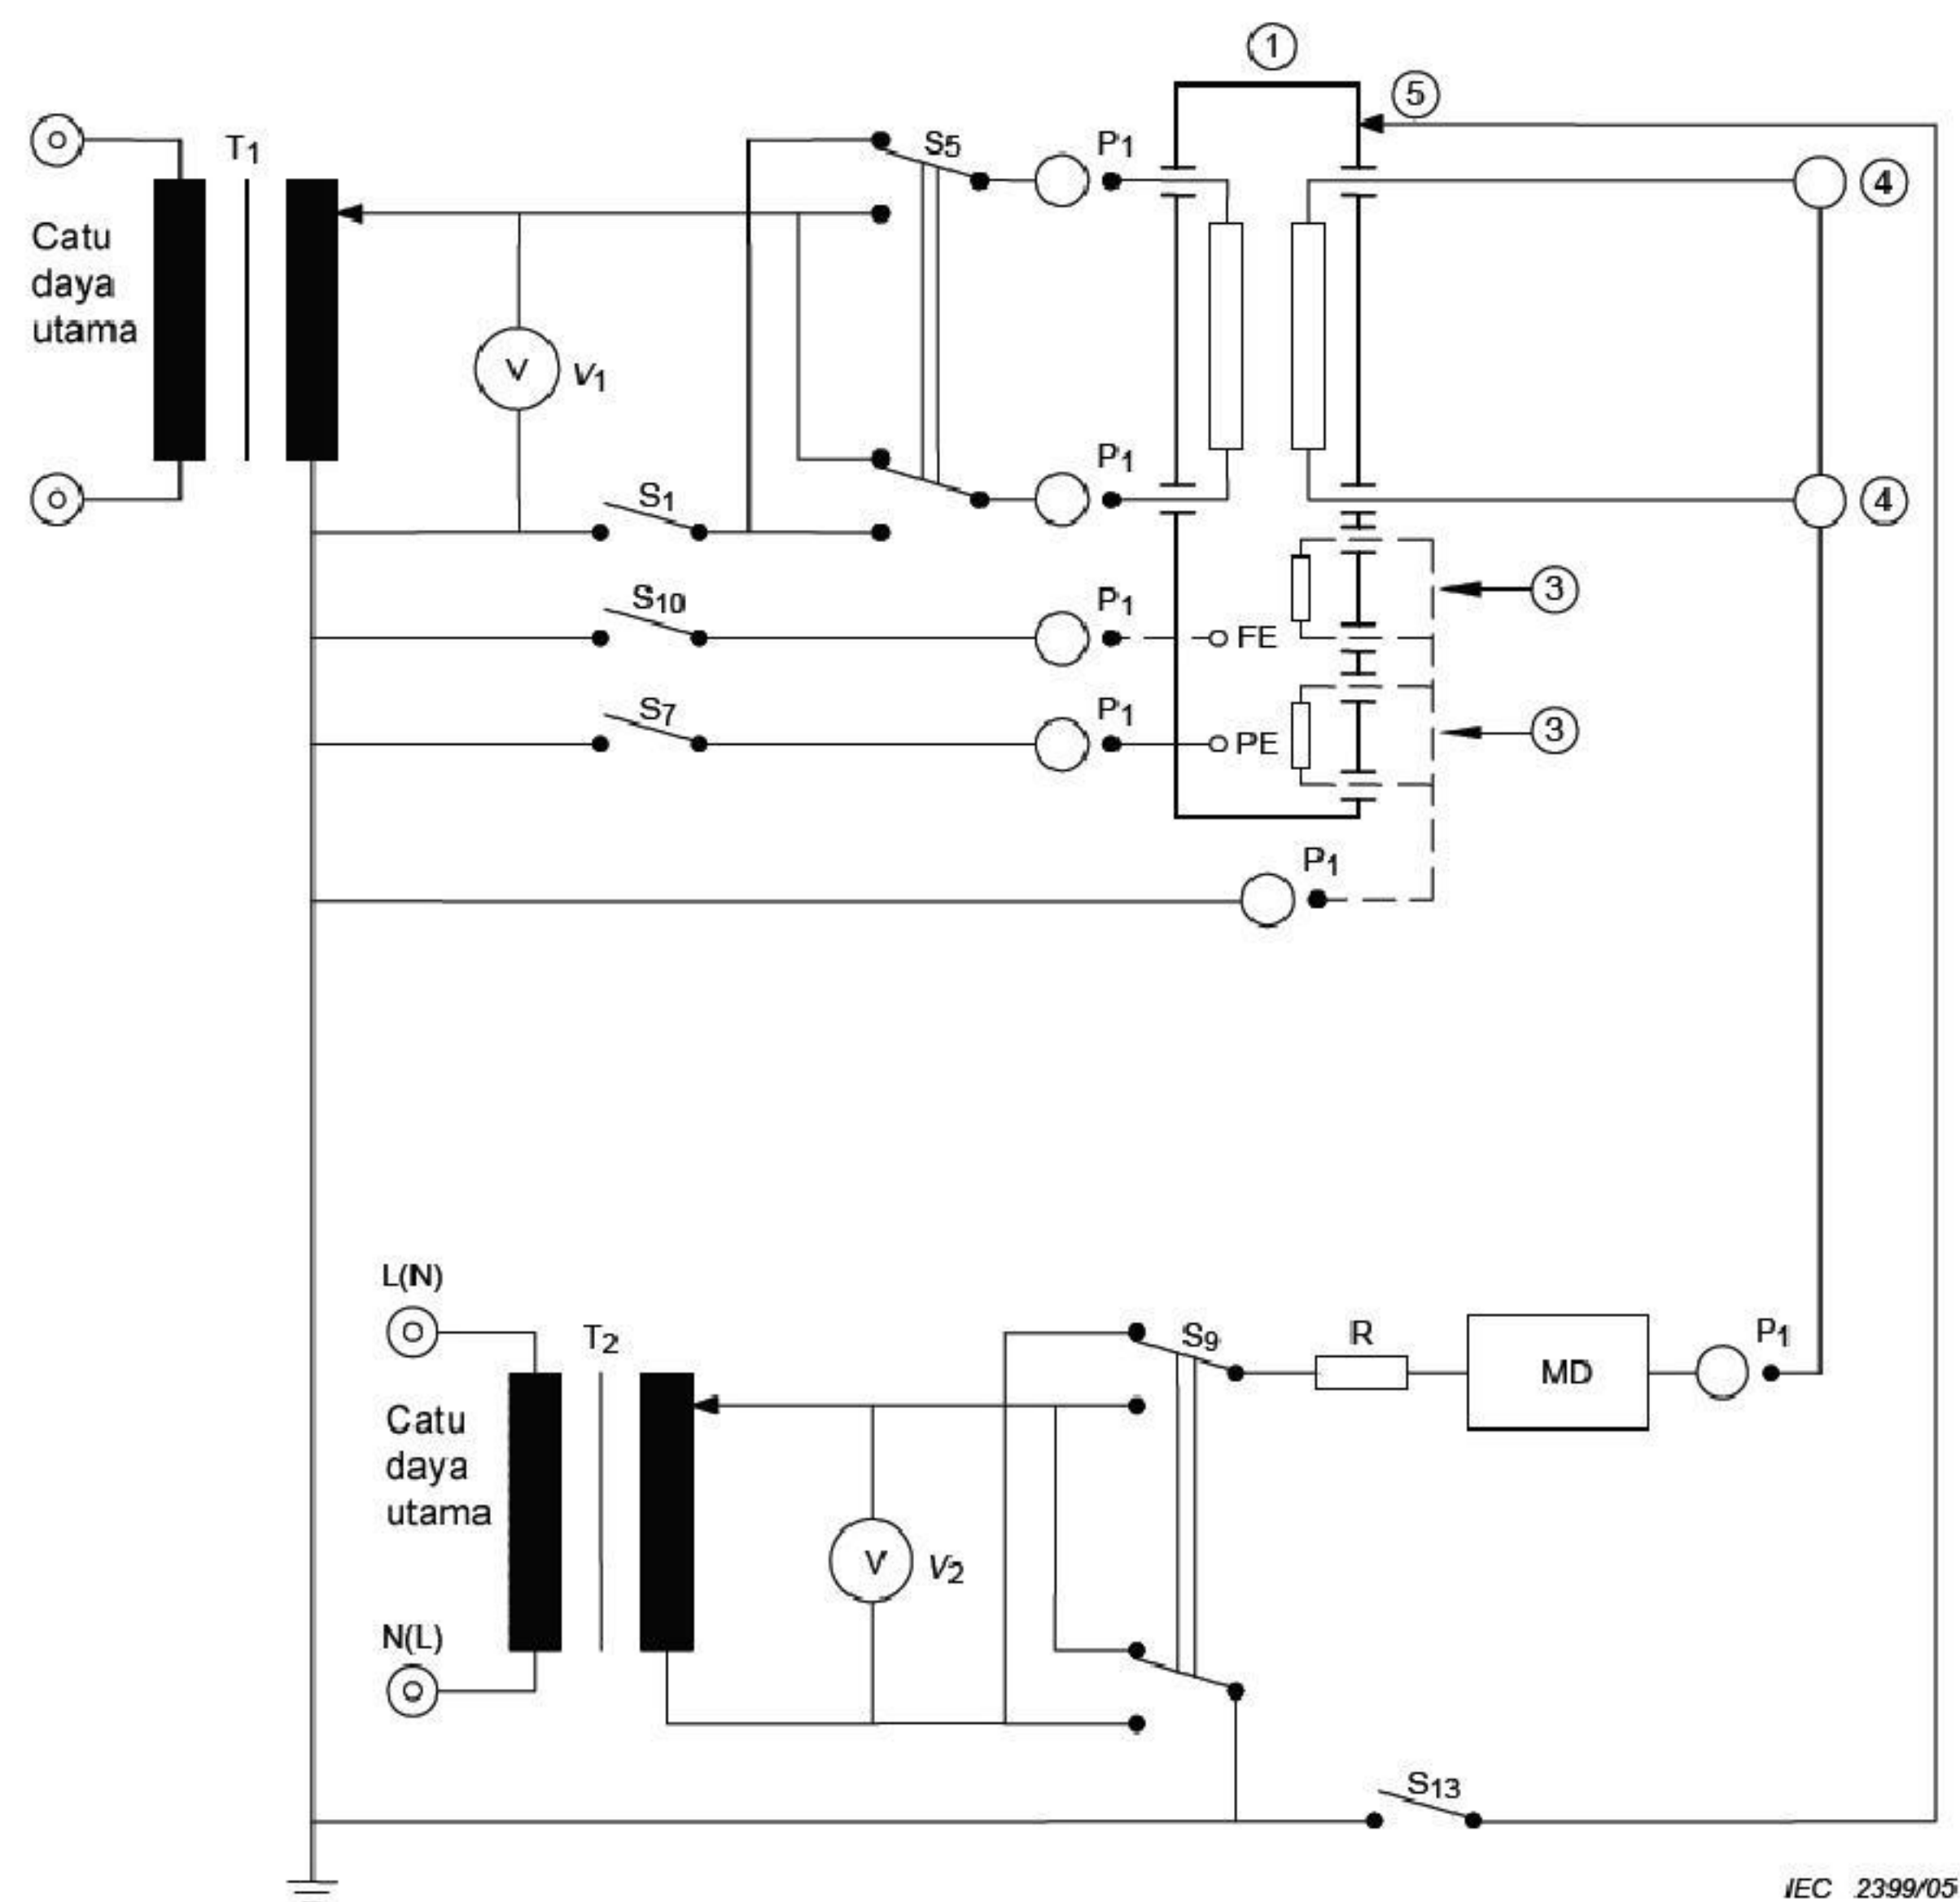 1
5
T1
S5
P1
4
Catu
daya
utama
V
V1
P1
4
S1
S10
P1
FE
3
S7
P1
PE
3
P1
L(N)
T2
S9
R
MD
P1
Catu
daya
utama
V
V2
N(L)
S13
IEC 2399/05